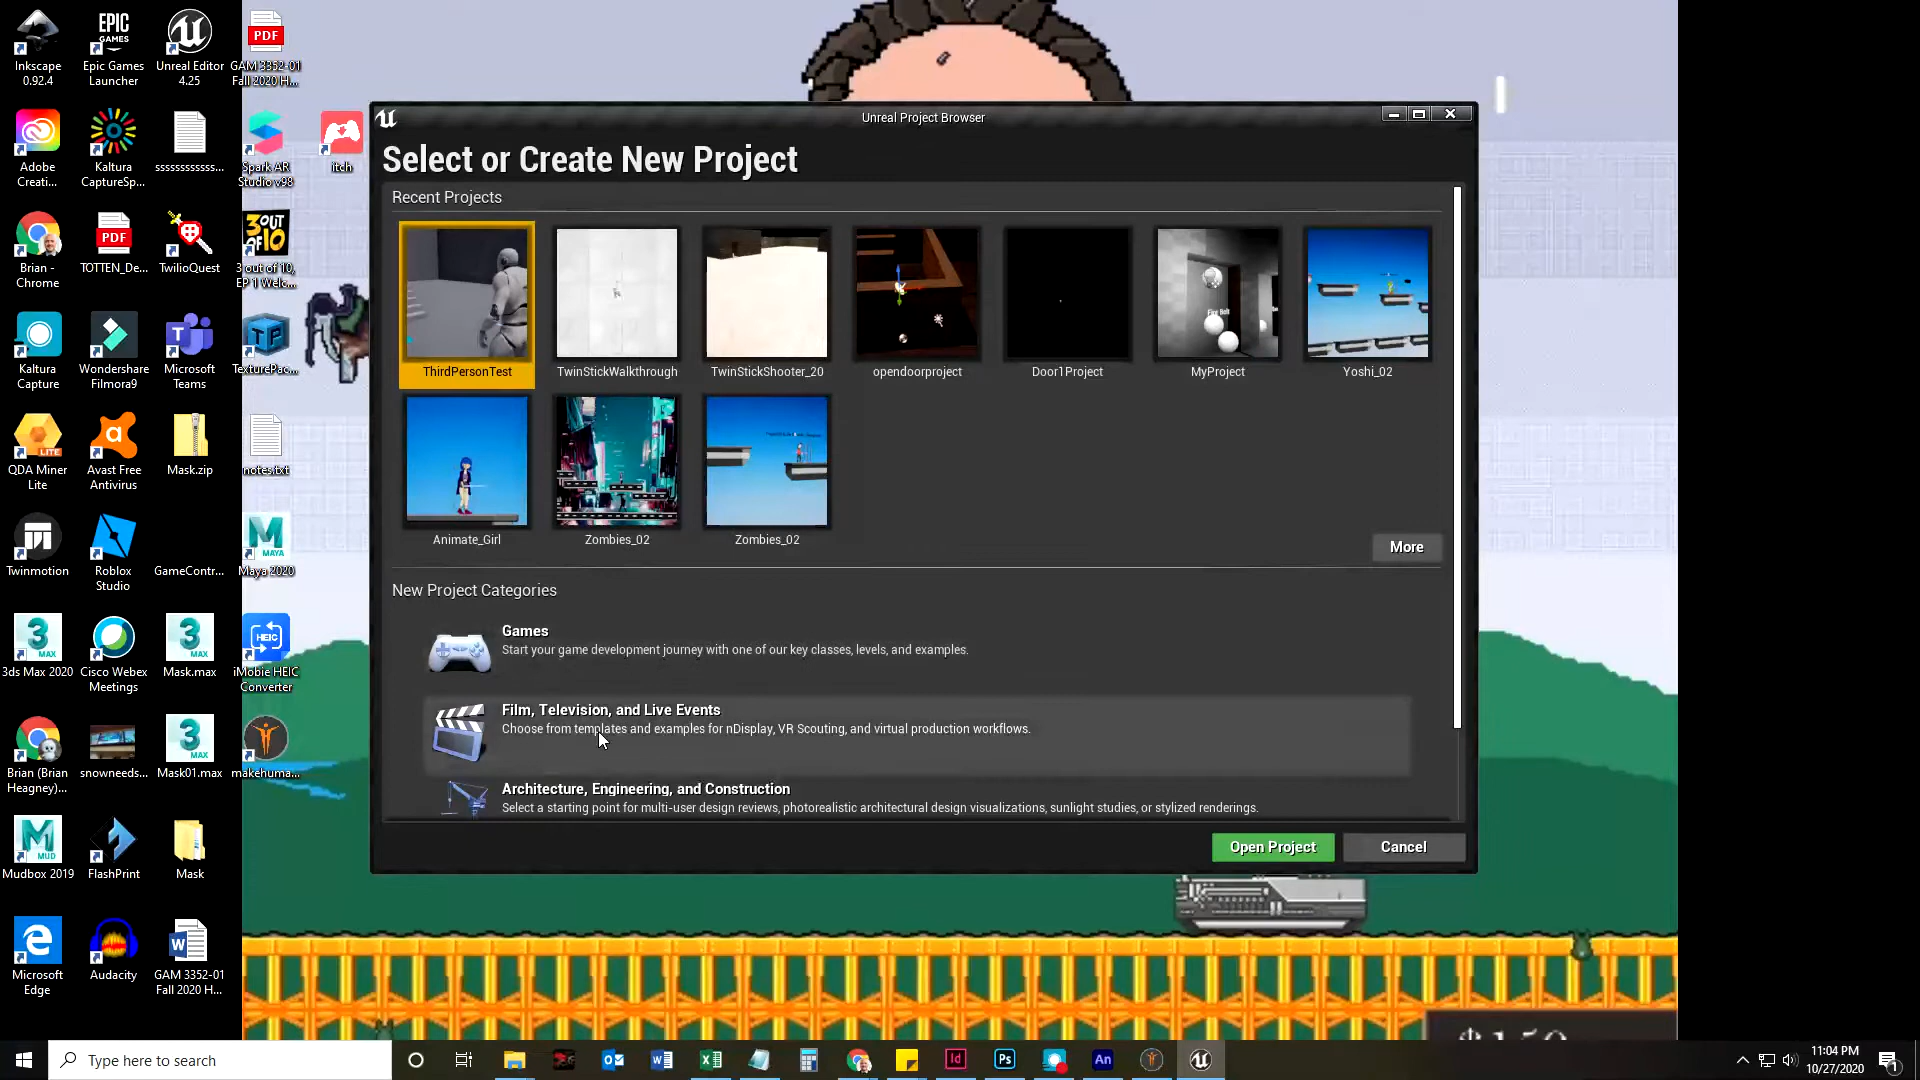 Inkscape
0.92.4
Epic Games
Launcher
Unreal Editor
4.25
GAM 3352-01
Fall 2020 H...
Adobe
Creati...
Kaltura
CaptureSp...
sssssssssssss...
Spark AR
Studio v98
itch
Brian -
Chrome
TOTTEN_De...
TwilioQuest
3 out of 10,
EP 1 Welc...
Kaltura
Capture
Wondershare
Filmora9
Microsoft
Teams
TexturePac...
QDA Miner
Lite
Avast Free
Antivirus
Mask.zip
notes.txt
Twinmotion
Roblox
Studio
GameContr...
Maya 2020
3ds Max 2020
Cisco Webex
Meetings
Mask.max
iMobie HEIC
Converter
Brian (Brian
Heagney)...
snowneeds...
Mask01.max
makehuma...
Mudbox 2019
FlashPrint
Mask
Microsoft
Edge
Audacity
GAM 3352-01
Fall 2020 H...
Unreal Project Browser
Select or Create New Project
Recent Projects
ThirdPersonTest
TwinStickWalkthrough
TwinStickShooter_20
opendoorproject
Door1Project
MyProject
Yoshi_02
Animate_Girl
Zombies_02
Zombies_02
More
New Project Categories
Games
Start your game development journey with one of our key classes, levels, and examples.
Film, Television, and Live Events
Choose from templates and examples for nDisplay, VR Scouting, and virtual production workflows.
Architecture, Engineering, and Construction
Select a starting point for multi-user design reviews, photorealistic architectural design visualizations, sunlight studies, or stylized renderings.
Open Project
Cancel
Type here to search
11:04 PM
10/27/2020